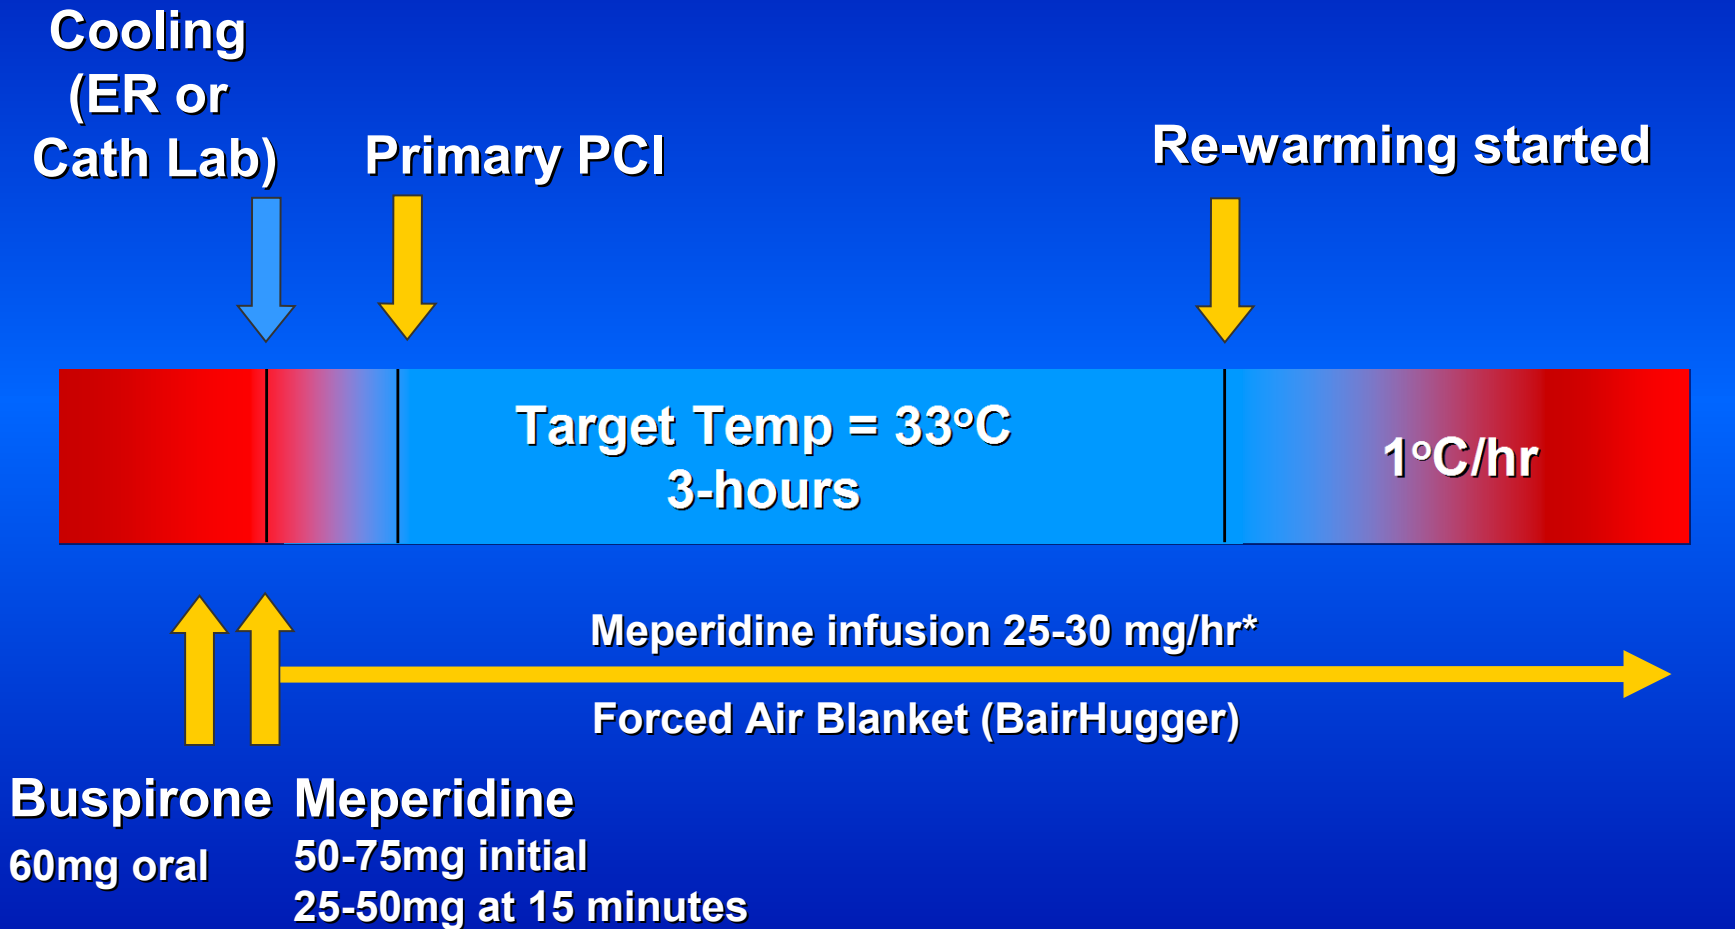 Cooling
(ER or
Cath Lab)
Primary PCI
Re-warming started
Target Temp = 33°C
3-hours
1°C/hr
Meperidine infusion 25-30 mg/hr*
Forced Air Blanket (BairHugger)
Buspirone
60mg oral
Meperidine
50-75mg initial
25-50mg at 15 minutes